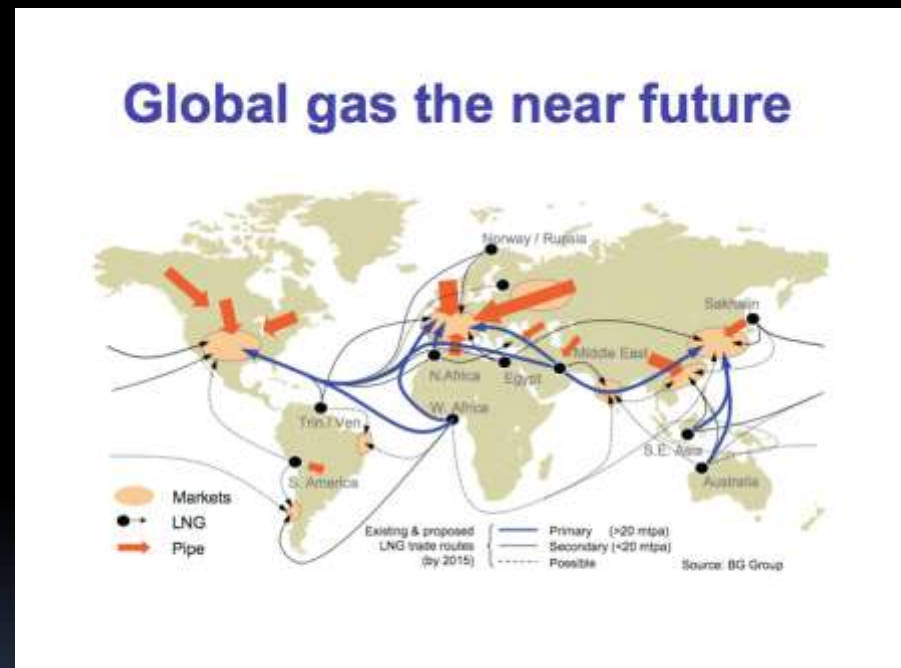 Global gas the near future
Norway / Russia
Sakhalin
Middle East
N.Africa
Egypt
W. Africa
Trin./ Ven
S.E. Asia
S. America
Australia
Markets
LNG
Pipe
Existing & proposed
LNG trade routes
(by 2015)
Primary (>20 mtpa)
Secondary (<20 mtpa)
Possible
Source: BG Group